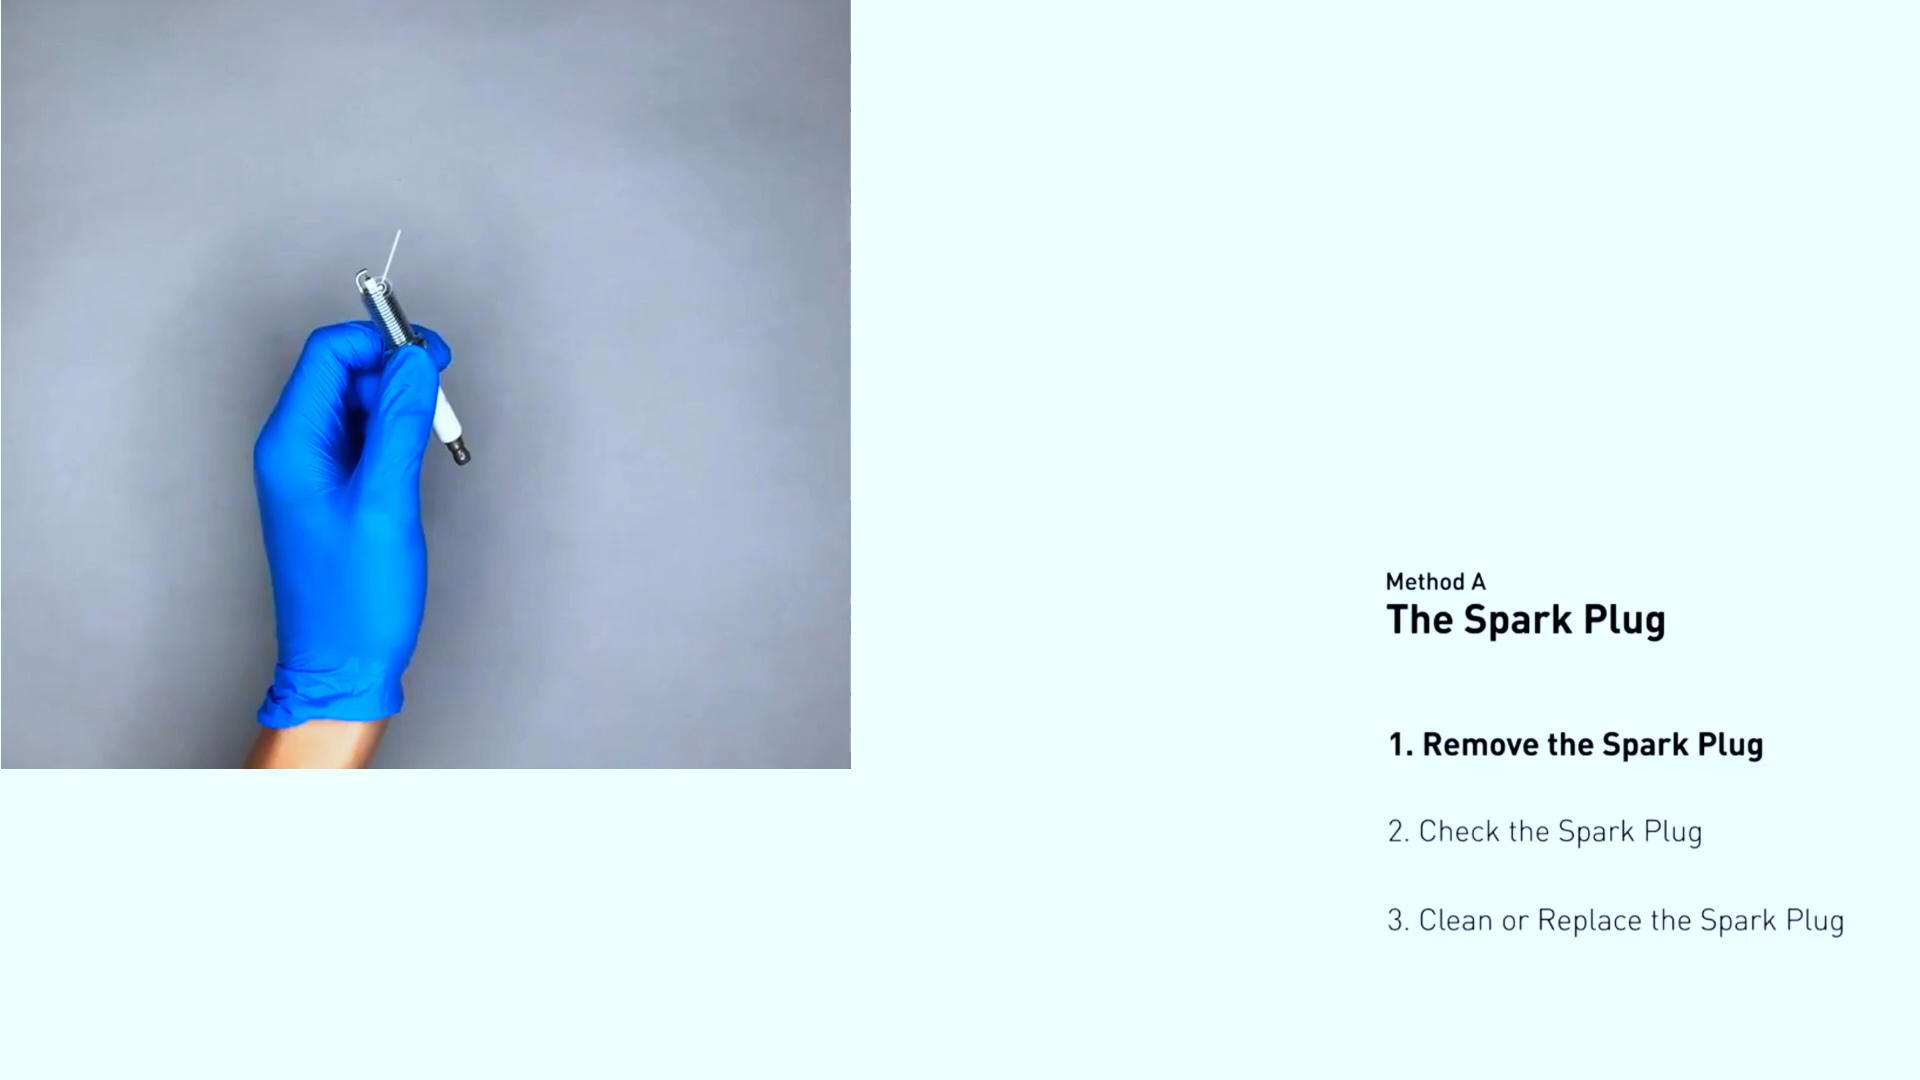 Method A
The Spark Plug
1. Remove the Spark Plug
2. Check the Spark Plug
3. Clean or Replace the Spark Plug